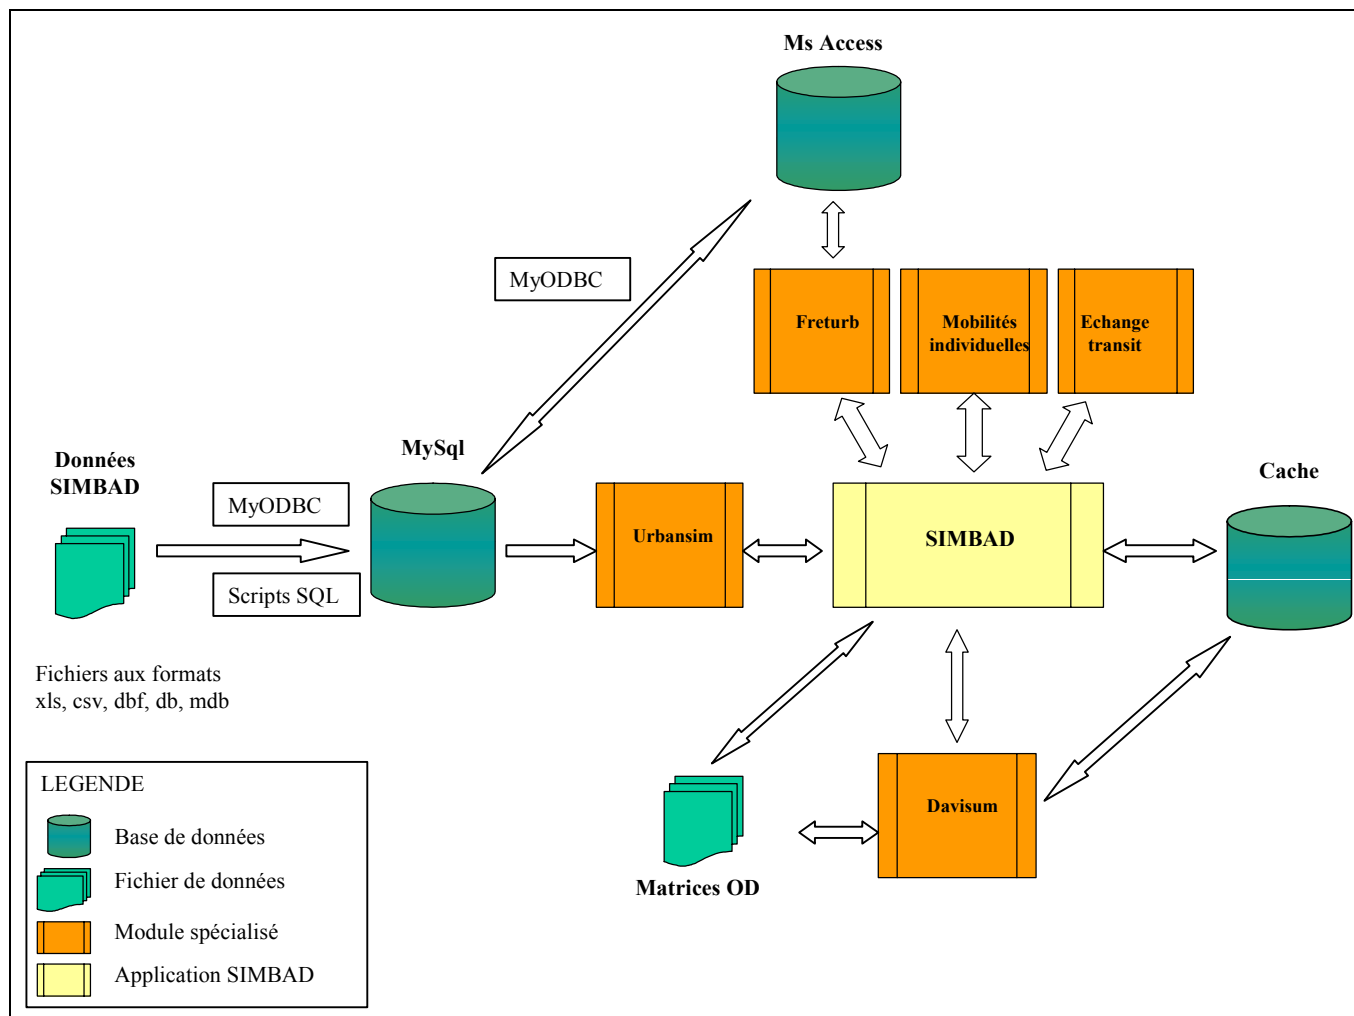 Ms Access
MyODBC
Freturb
Mobilités
individuelles
Echange
transit
MySql
Données
SIMBAD
MyODBC
Scripts SQL
Urbansim
SIMBAD
Cache
Fichiers aux formats
xls, csv, dbf, db, mdb
LEGENDE
Base de données
Fichier de données
Module spécialisé
Application SIMBAD
Davisum
Matrices OD